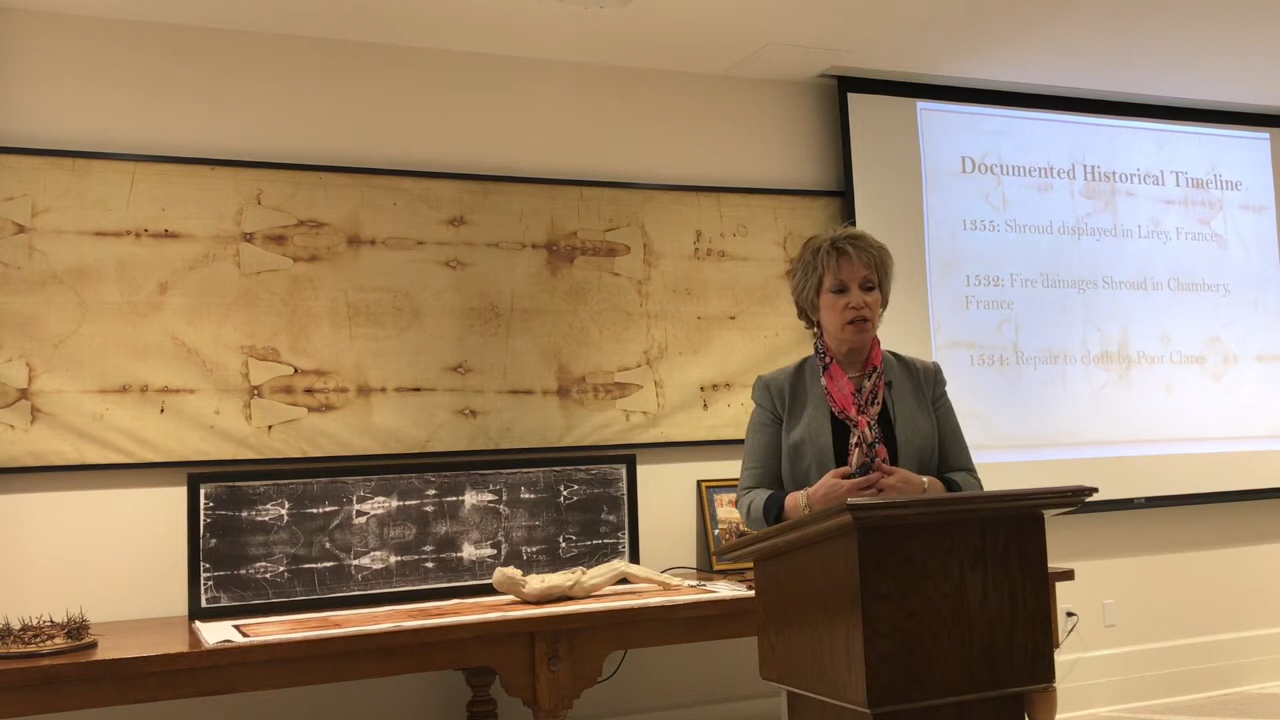 Documented Historical Timeline
1355: Shroud displayed in Lirey, France
1532: Fire damages Shroud in Chambery,
France
1534: Repair to cloth by Poor Clares